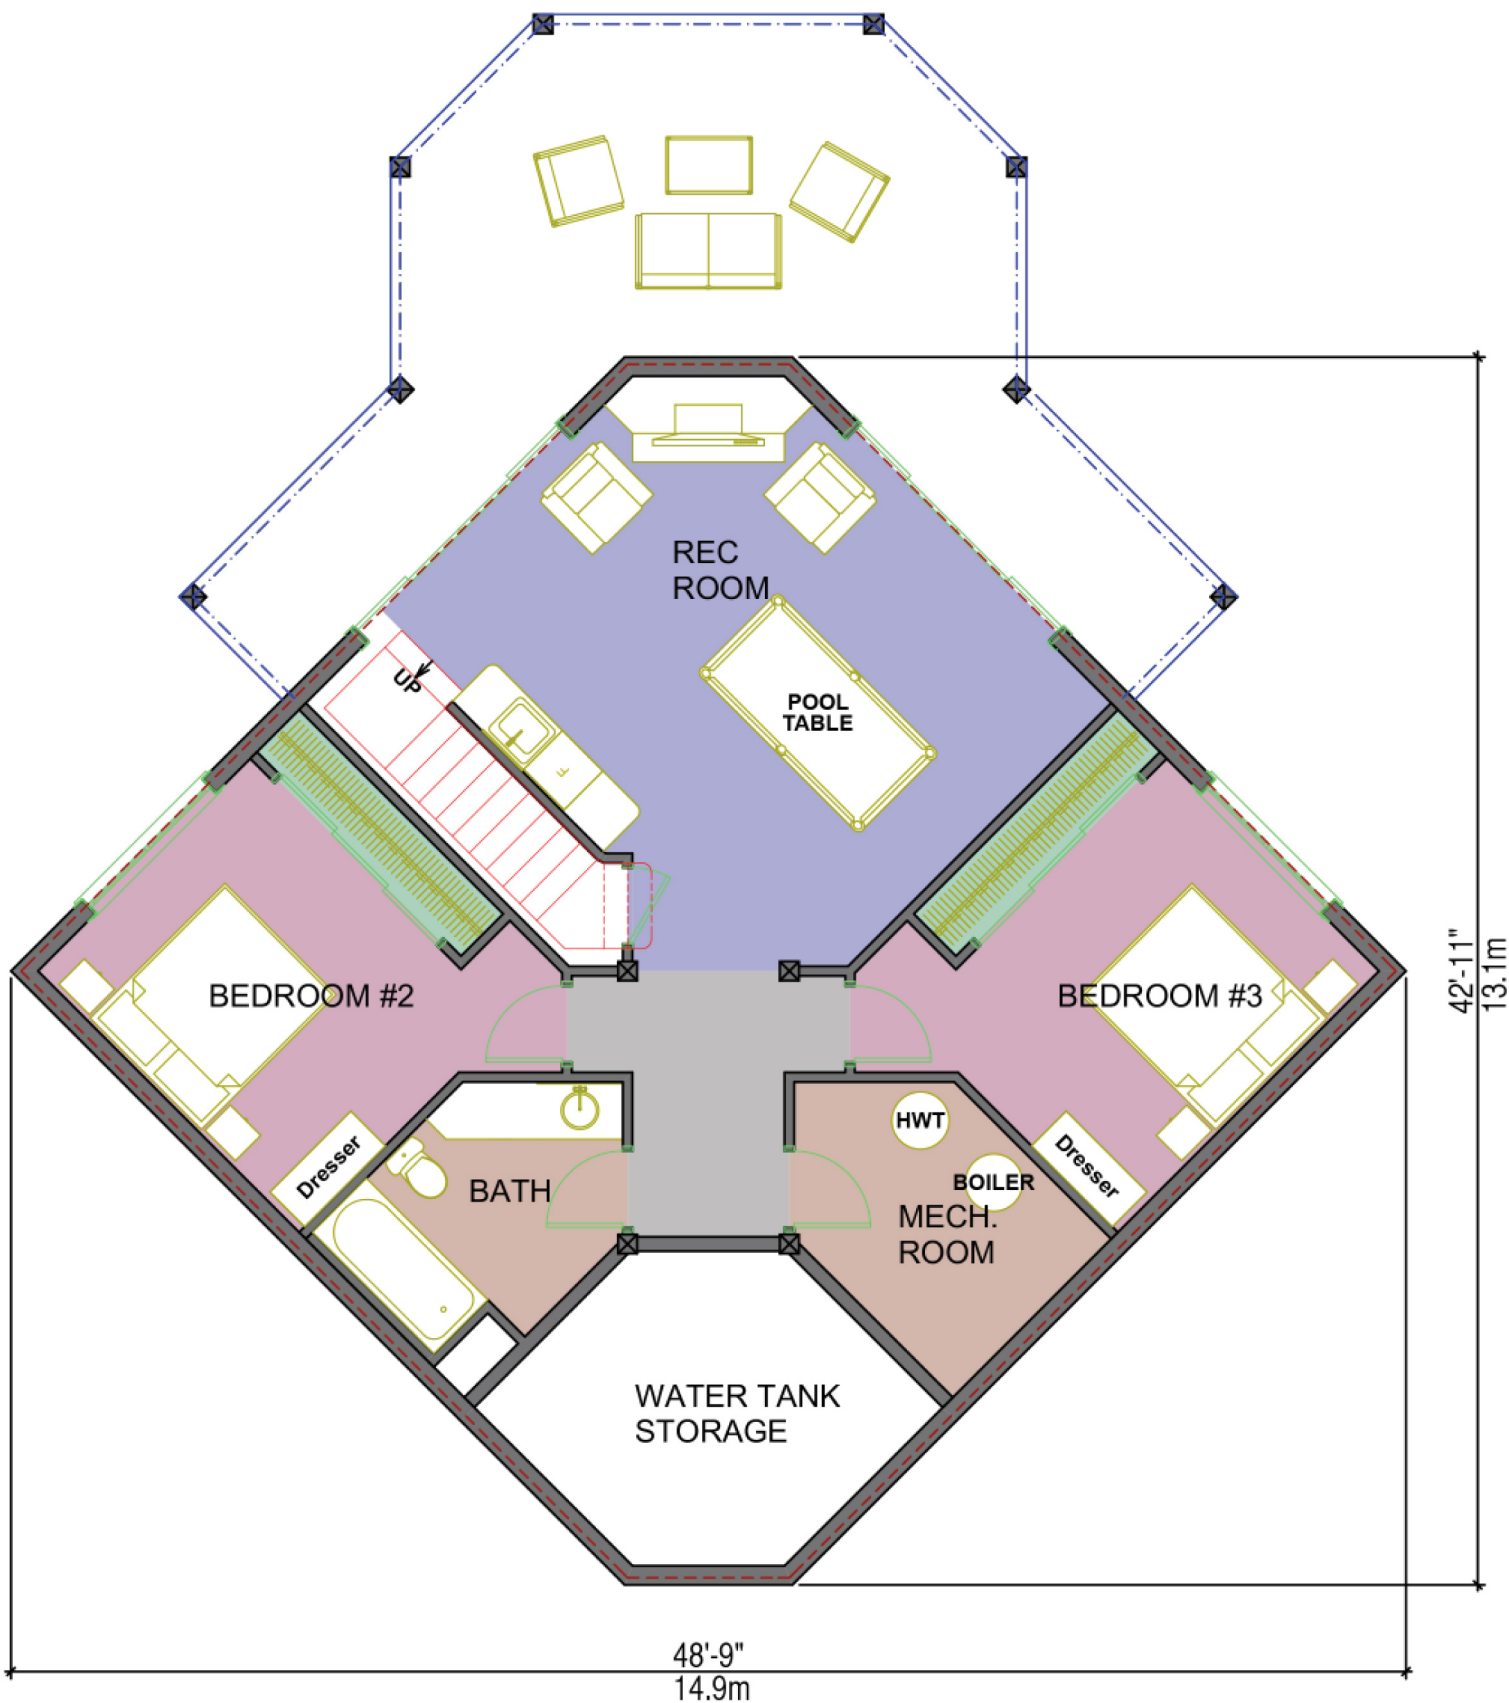 REC
ROOM
UP
POOL
TABLE
BEDROOM #2
BEDROOM #3
42'-11"
13.1m
HWT
BOILER
Dresser
Dresser
BATH
MECH.
ROOM
WATER TANK
STORAGE
48'-9"
14.9m